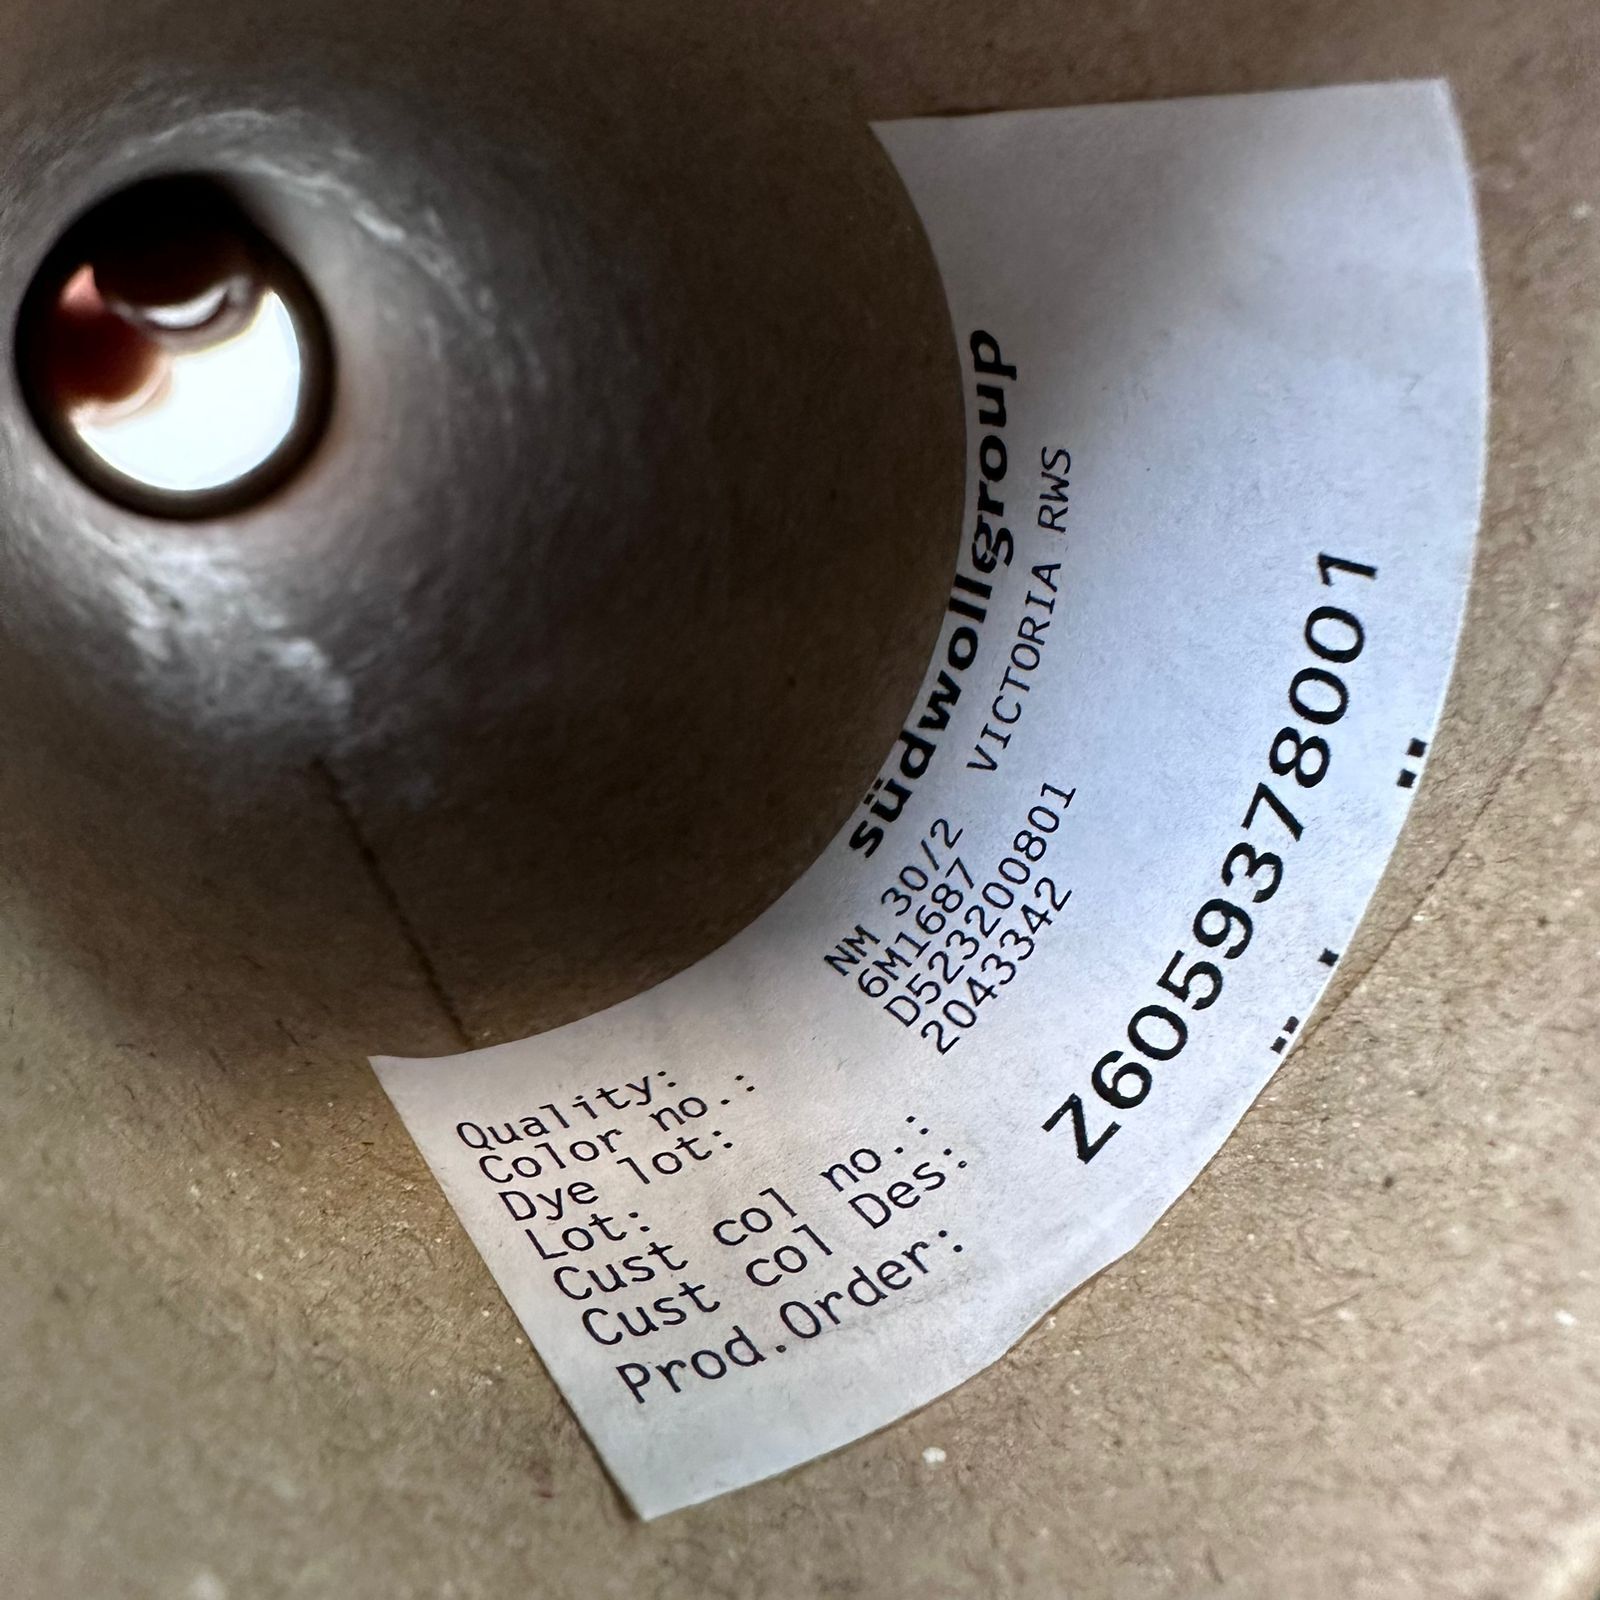 südwollgroup
Quality: NM 30/2 VICTORIA RWS
Color no.: 6M1687
Dye lot: D523200801
Lot: 2043342
Cust col no.:
Cust col Des:
Prod.Order: Z6059378001